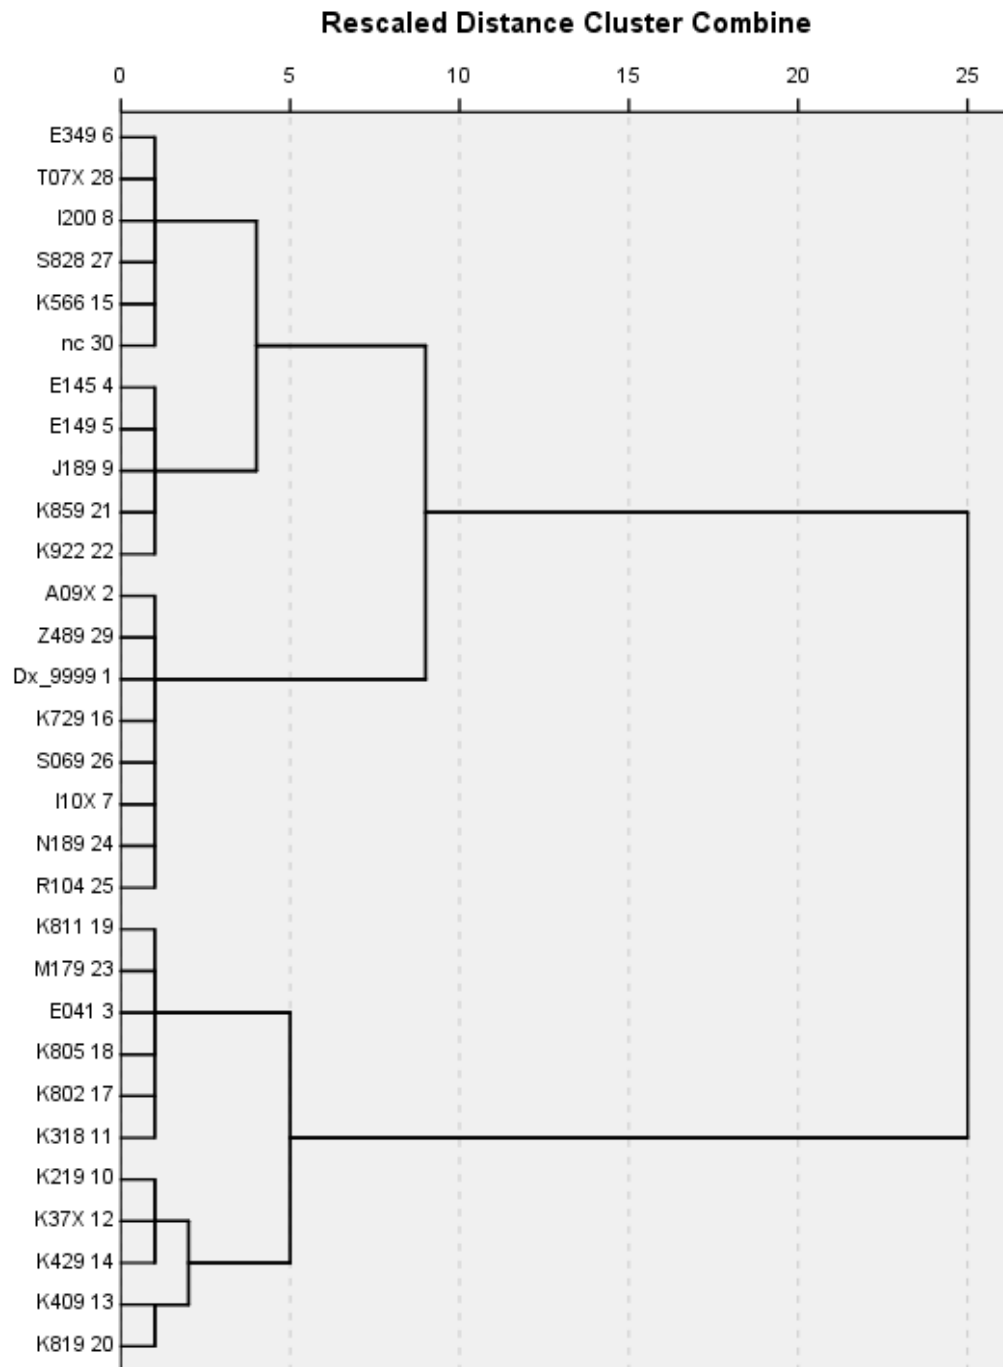 Rescaled Distance Cluster Combine
0 5 10 15 20 25
E349 6
T07X 28
I200 8
S828 27
K566 15
nc 30
E145 4
E149 5
J189 9
K859 21
K922 22
A09X 2
Z489 29
Dx_9999 1
K729 16
S069 26
I10X 7
N189 24
R104 25
K811 19
M179 23
E041 3
K805 18
K802 17
K318 11
K219 10
K37X 12
K429 14
K409 13
K819 20